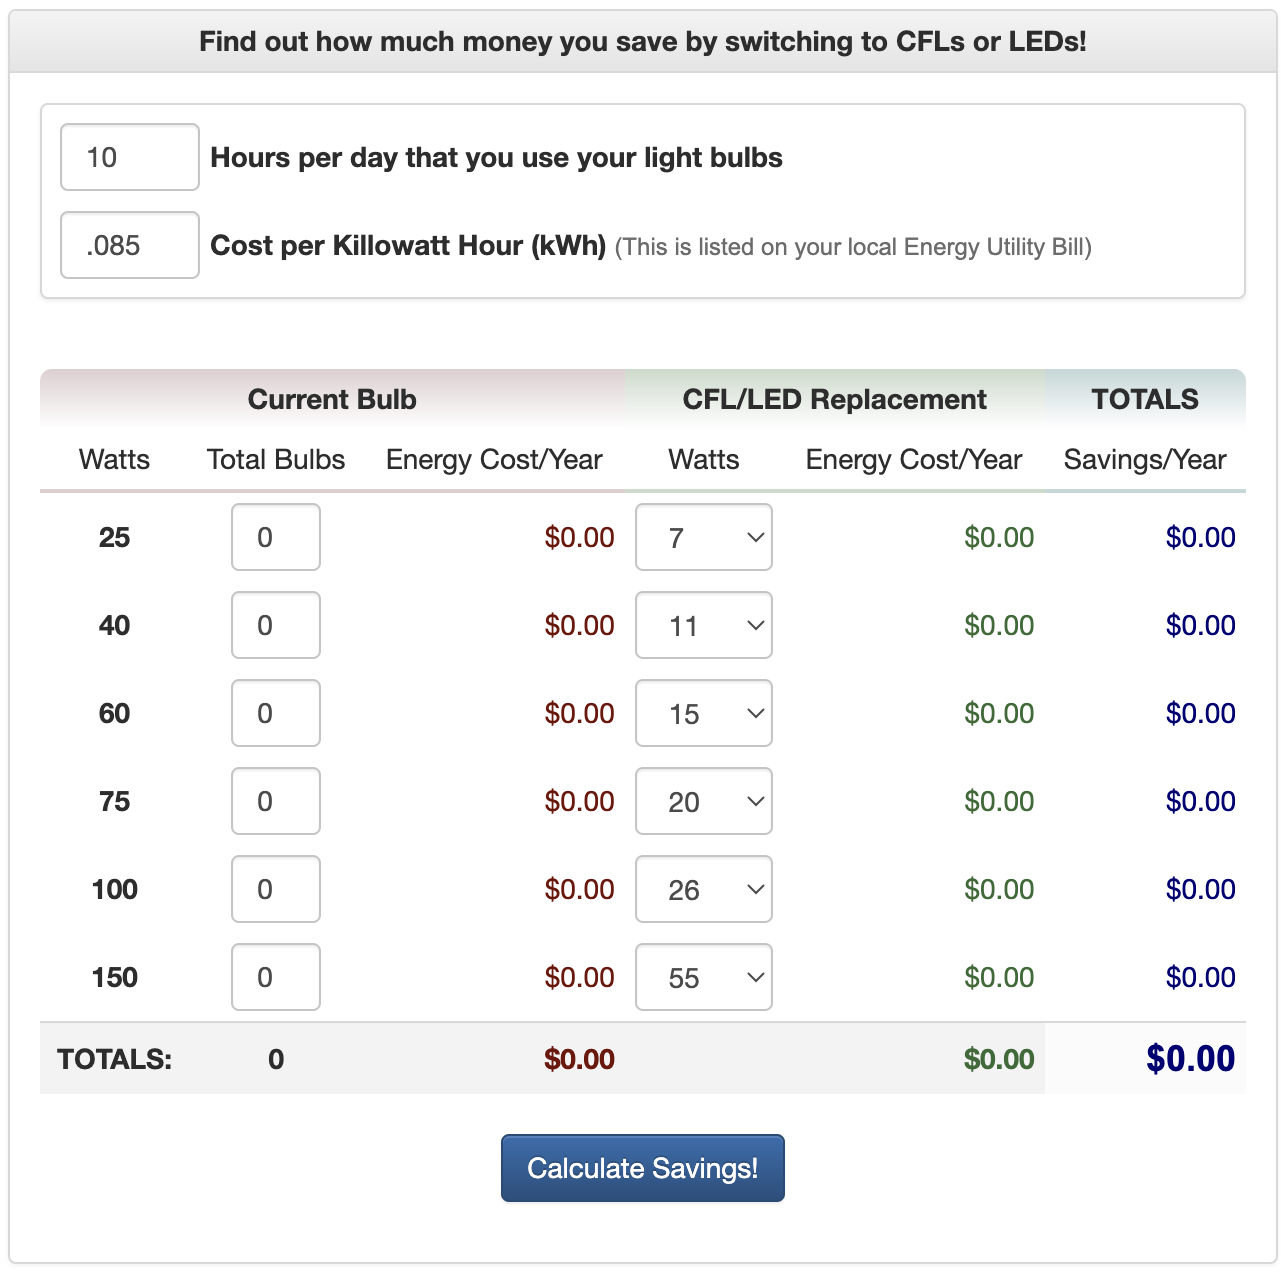 Find out how much money you save by switching to CFLs or LEDs!
10 Hours per day that you use your light bulbs
.085 Cost per Killowatt Hour (kWh) (This is listed on your local Energy Utility Bill)
Current Bulb CFL/LED Replacement TOTALS
Watts Total Bulbs Energy Cost/Year Watts Energy Cost/Year Savings/Year
25 0 $0.00 7 $0.00 $0.00
40 0 $0.00 11 $0.00 $0.00
60 0 $0.00 15 $0.00 $0.00
75 0 $0.00 20 $0.00 $0.00
100 0 $0.00 26 $0.00 $0.00
150 0 $0.00 55 $0.00 $0.00
TOTALS: 0 $0.00 $0.00 $0.00
Calculate Savings!